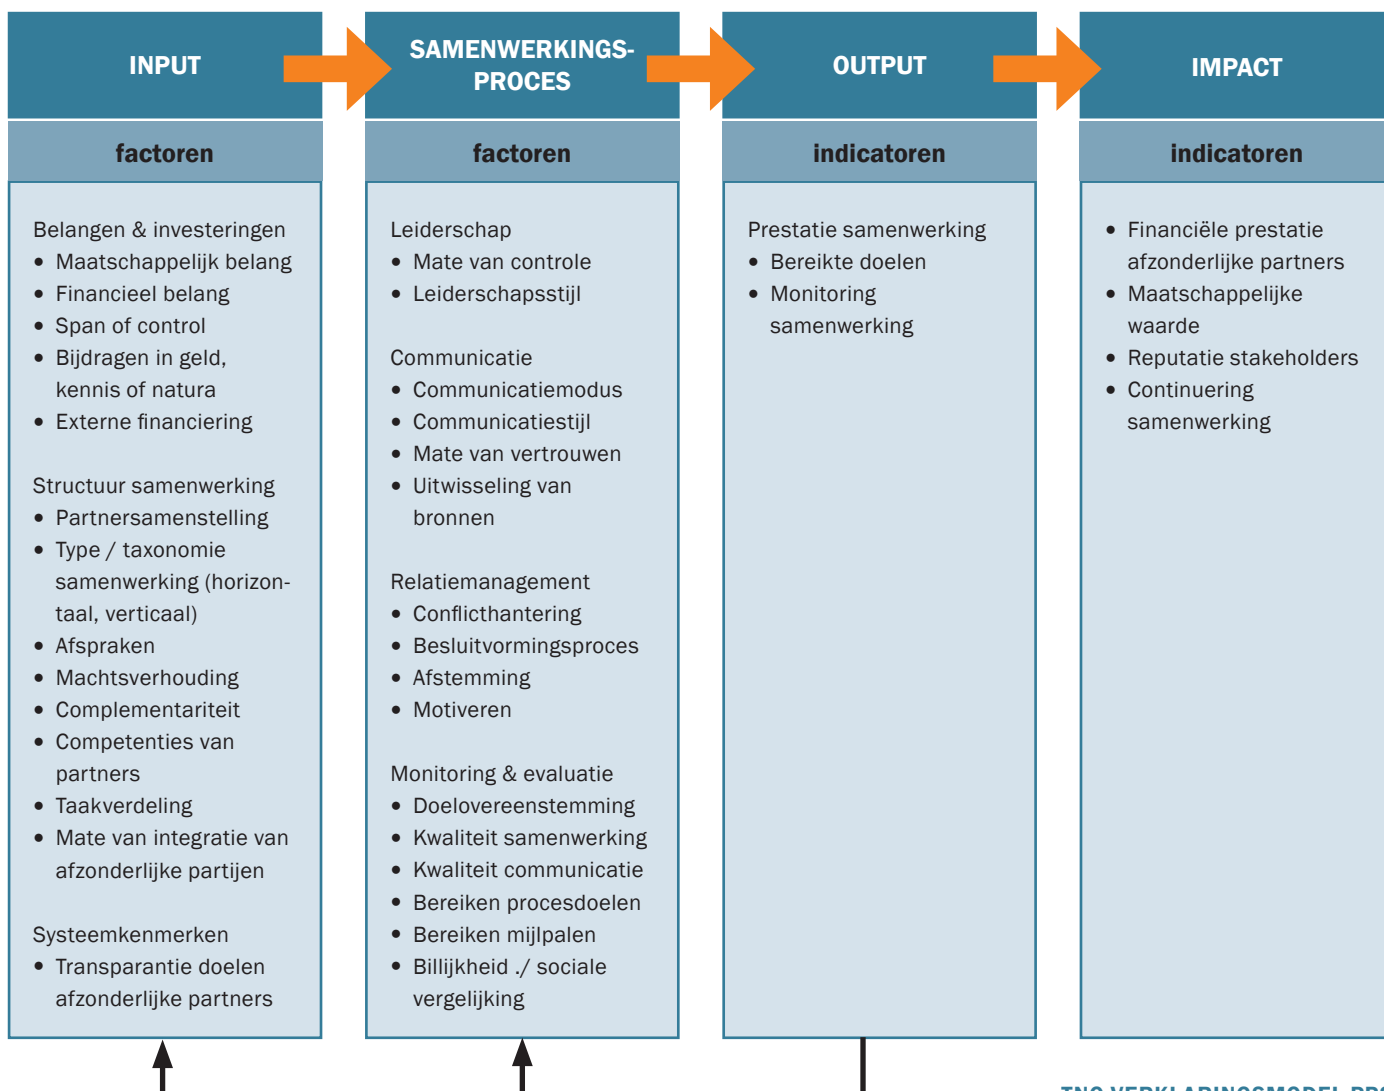 INPUT
factoren
Belangen & investeringen
• Maatschappelijk belang
• Financieel belang
• Span of control
• Bijdragen in geld,
kennis of natura
• Externe financiering
Structuur samenwerking
• Partnersamenstelling
• Type / taxonomie
samenwerking (horizon-
taal, verticaal)
• Afspraken
• Machtsverhouding
• Complementariteit
• Competenties van
partners
• Taakverdeling
• Mate van integratie van
afzonderlijke partijen
Systeemkenmerken
• Transparantie doelen
afzonderlijke partners
SAMENWERKINGS-
PROCES
factoren
Leiderschap
• Mate van controle
• Leiderschapsstijl
Communicatie
• Communicatiemodus
• Communicatiestijl
• Mate van vertrouwen
• Uitwisseling van
bronnen
Relatiemanagement
• Conflicthantering
• Besluitvormingsproces
• Afstemming
• Motiveren
Monitoring & evaluatie
• Doelovereenstemming
• Kwaliteit samenwerking
• Kwaliteit communicatie
• Bereiken procesdoelen
• Bereiken mijlpalen
• Billijkheid ./ sociale
vergelijking
OUTPUT
indicatoren
Prestatie samenwerking
• Bereikte doelen
• Monitoring
samenwerking
IMPACT
indicatoren
• Financiële prestatie
afzonderlijke partners
• Maatschappelijke
waarde
• Reputatie stakeholders
• Continuering
samenwerking
TNO VERKLARINGSMODEL